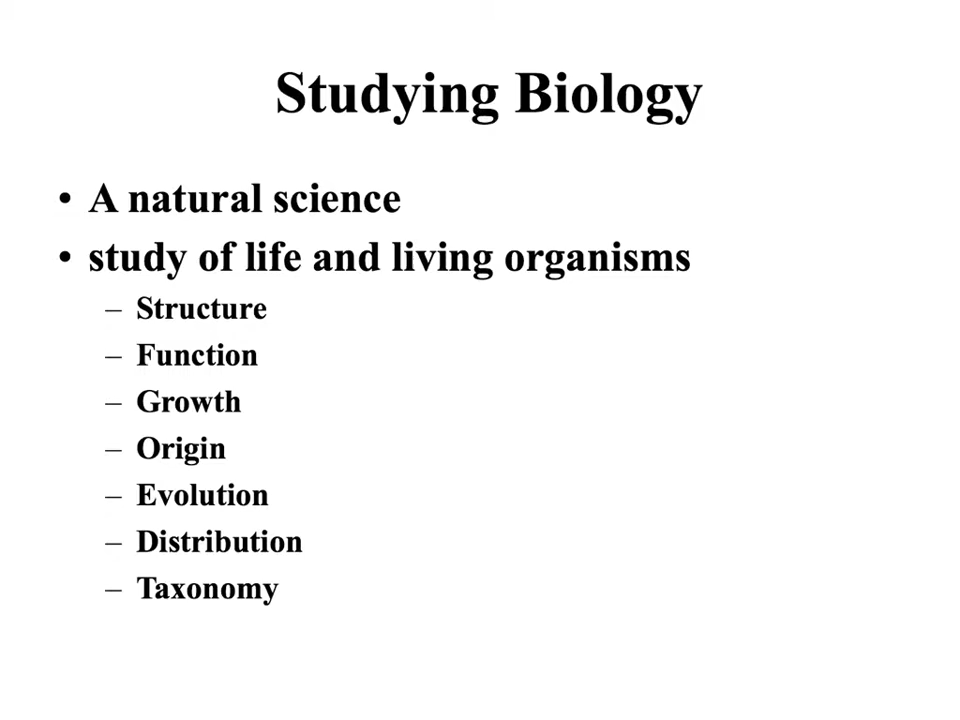 Studying Biology
• A natural science
• study of life and living organisms
– Structure
– Function
– Growth
– Origin
– Evolution
– Distribution
– Taxonomy